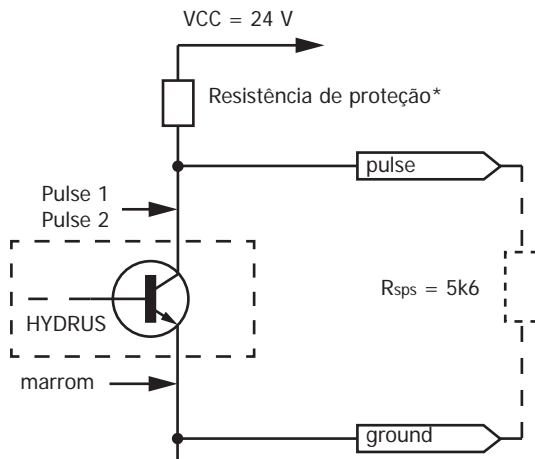 VCC = 24 V
Resistência de proteção*
pulse
Pulse 1
Pulse 2
Rsps = 5k6
HYDRUS
marrom
ground